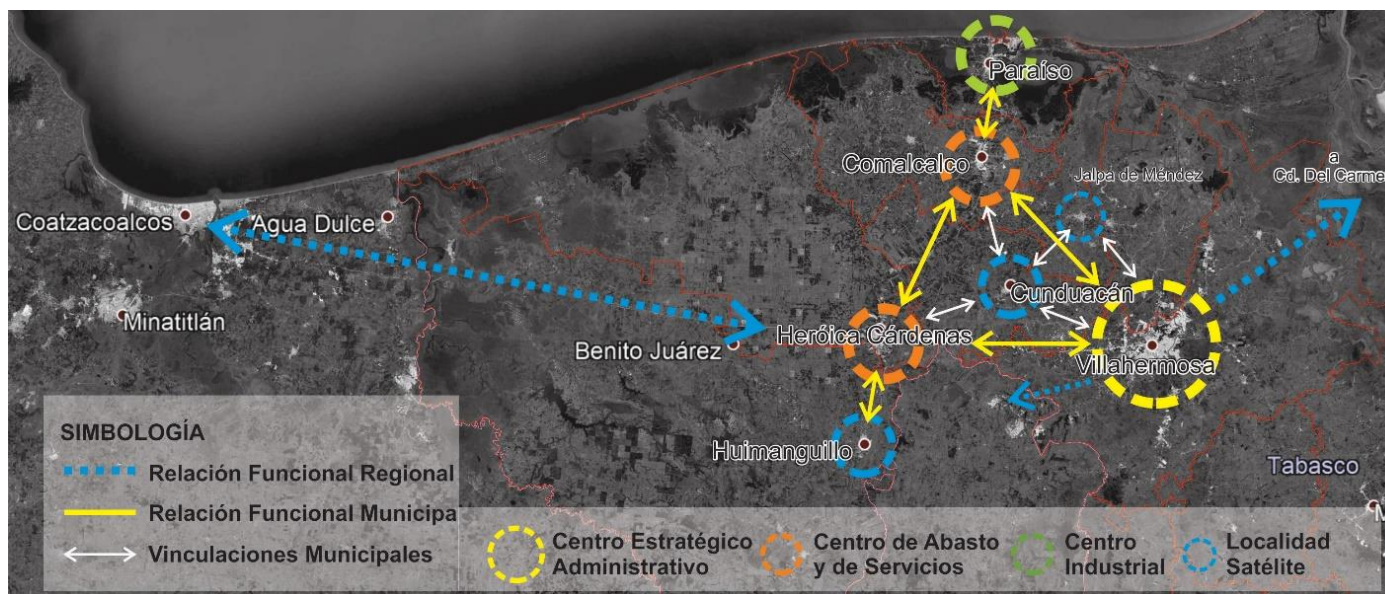 Paraíso
Comalcalco
Jalpa de Méndez
a
Cd. Del Carme
Coatzacoalcos
Agua Dulce
Cunduacán
Minatitlán
Benito Juárez
Heróica Cárdenas
Villahermosa
Huimanguillo
Tabasco
M
SIMBOLOGÍA
Relación Funcional Regional
Relación Funcional Municipa
Vinculaciones Municipales
Centro Estratégico
Administrativo
Centro de Abasto
y de Servicios
Centro
Industrial
Localidad
Satélite